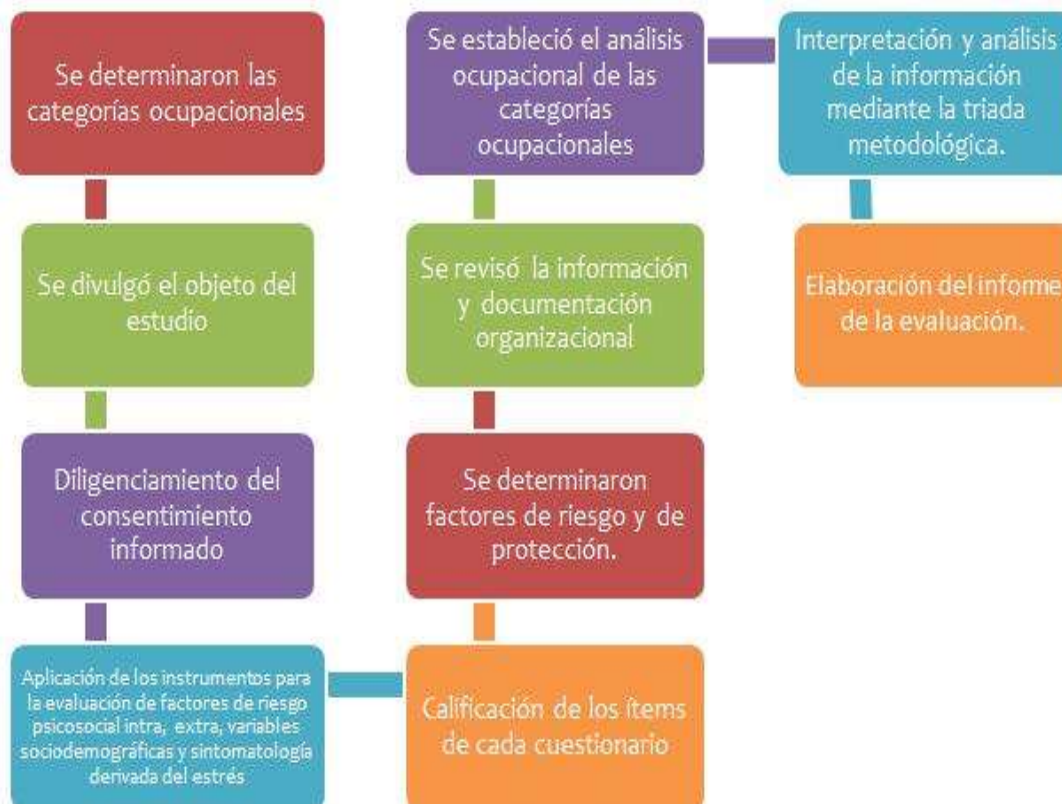 Se determinaron las
categorías ocupacionales
Se divulgó el objeto del
estudio
Diligenciamiento del
consentimiento
informado
Aplicación de los instrumentos para
la evaluación de factores de riesgo
psicosocial intra, extra, variables
sociodemográficas y sintomatología
derivada del estrés
Calificación de los ítems
de cada cuestionario
Se determinaron
factores de riesgo y de
protección.
Se revisó la información
y documentación
organizacional
Se estableció el análisis
ocupacional de las
categorías
ocupacionales
Interpretación y análisis
de la información
mediante la triada
metodológica.
Elaboración del informe
de la evaluación.